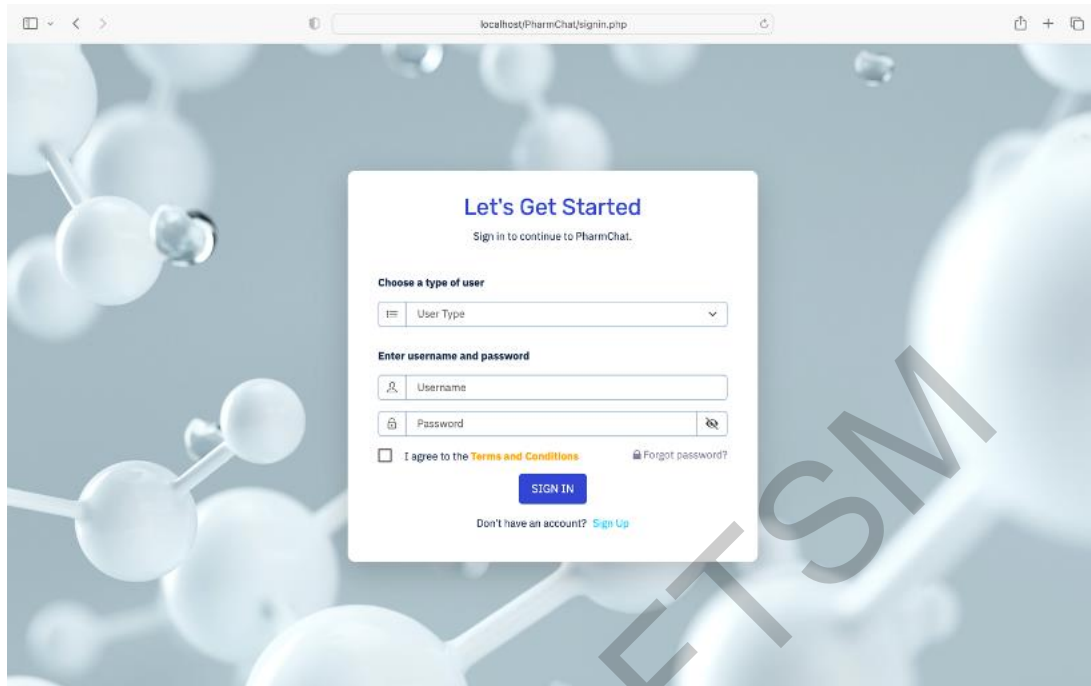 localhost/PharmChat/signin.php
Let's Get Started
Sign in to continue to PharmChat.
Choose a type of user
User Type
Enter username and password
Username
Password
I agree to the Terms and Conditions
Forgot password?
SIGN IN
Don't have an account? Sign Up
FTSM